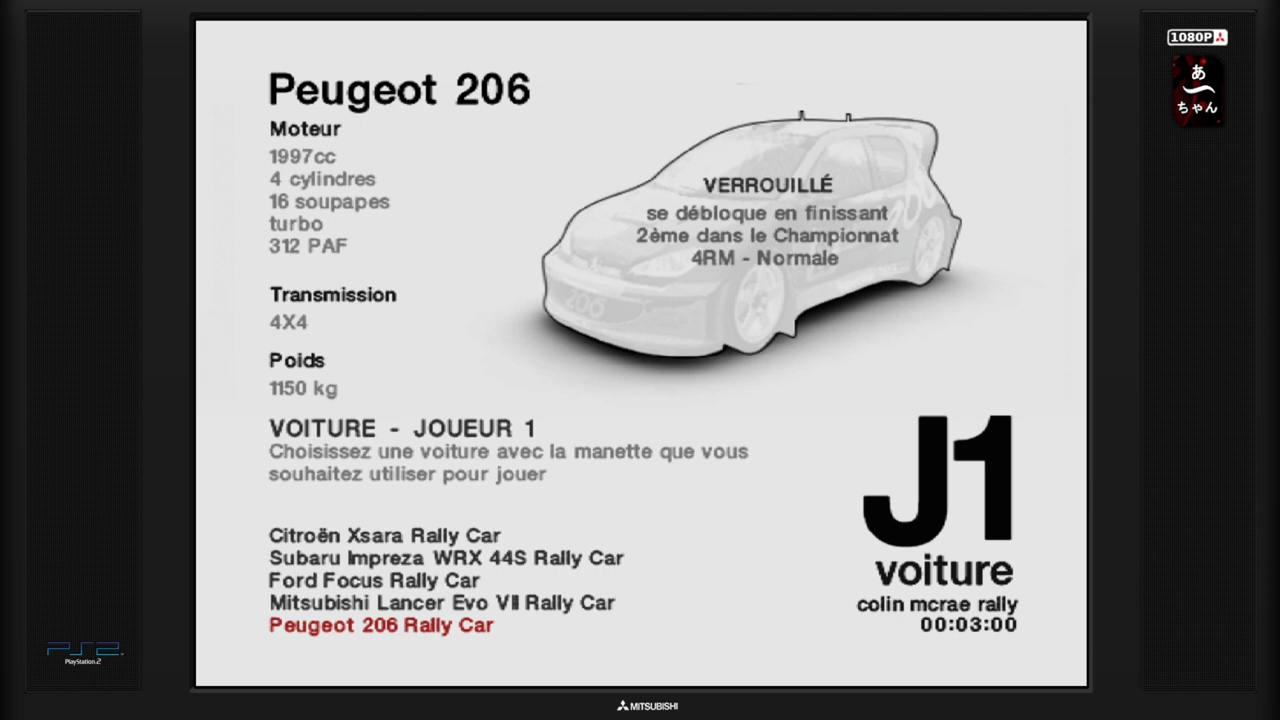 Peugeot 206
Moteur
1997cc
4 cylindres
16 soupapes
turbo
312 PAF
Transmission
4X4
Poids
1150 kg
VERROUILLÉ
se débloque en finissant
2ème dans le Championnat
4RM - Normale
206
VOITURE - JOUEUR 1
Choisissez une voiture avec la manette que vous
souhaitez utiliser pour jouer
Citroën Xsara Rally Car
Subaru Impreza WRX 44S Rally Car
Ford Focus Rally Car
Mitsubishi Lancer Evo VII Rally Car
Peugeot 206 Rally Car
J1
voiture
colin mcrae rally
00:03:00
1080P
あ
ー
ちゃん
PS2
PlayStation.2
MITSUBISHI